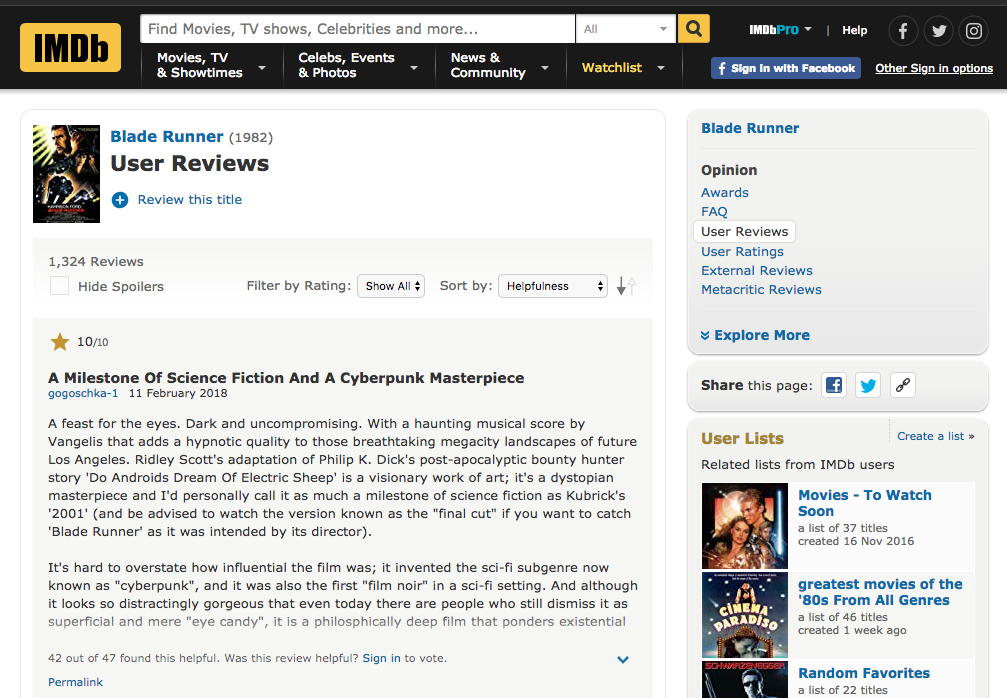 IMDb
Find Movies, TV shows, Celebrities and more...
All
IMDbPro
|
Help
Movies, TV
& Showtimes
Celebs, Events
& Photos
News &
Community
Watchlist
Sign in with Facebook
Other Sign in options
Blade Runner (1982)
User Reviews
Review this title
HARRISON FORD
1,324 Reviews
Hide Spoilers
Filter by Rating:
Show All
Sort by:
Helpfulness
10/10
A Milestone Of Science Fiction And A Cyberpunk Masterpiece
gogoschka-1 11 February 2018
A feast for the eyes. Dark and uncompromising. With a haunting musical score by
Vangelis that adds a hypnotic quality to those breathtaking megacity landscapes of future
Los Angeles. Ridley Scott's adaptation of Philip K. Dick's post-apocalyptic bounty hunter
story 'Do Androids Dream Of Electric Sheep' is a visionary work of art; it's a dystopian
masterpiece and I'd personally call it as much a milestone of science fiction as Kubrick's
'2001' (and be advised to watch the version known as the "final cut" if you want to catch
'Blade Runner' as it was intended by its director).
It's hard to overstate how influential the film was; it invented the sci-fi subgenre now
known as "cyberpunk", and it was also the first "film noir" in a sci-fi setting. And although
it looks so distractingly gorgeous that even today there are people who still dismiss it as
superficial and mere "eye candy", it is a philosphically deep film that ponders existential
42 out of 47 found this helpful. Was this review helpful? Sign in to vote.
Permalink
Blade Runner
Opinion
Awards
FAQ
User Reviews
User Ratings
External Reviews
Metacritic Reviews
Explore More
Share this page:
User Lists
Create a list »
Related lists from IMDb users
Movies - To Watch
Soon
a list of 37 titles
created 16 Nov 2016
CINEMA
PARADISO
greatest movies of the
'80s From All Genres
a list of 46 titles
created 1 week ago
SCHWARZENEGGER
Random Favorites
a list of 22 titles